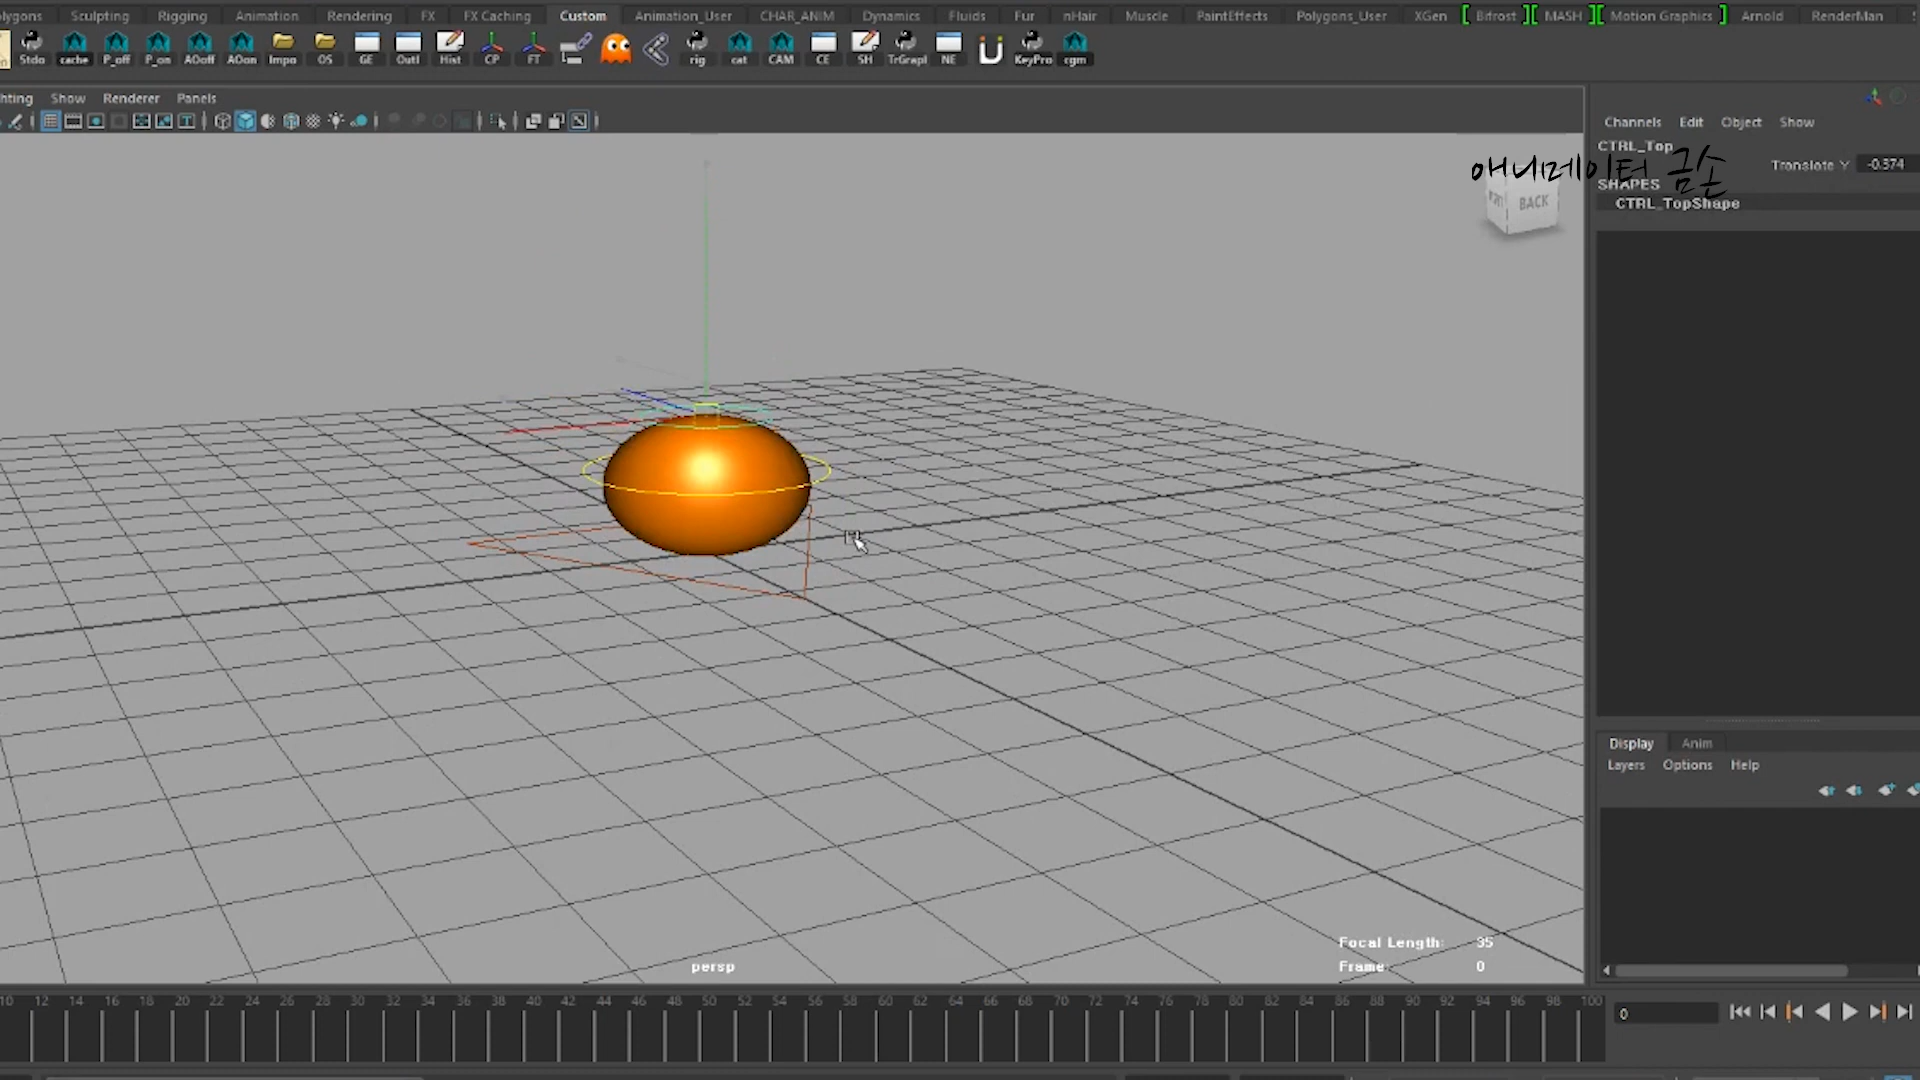 olygons Sculpting Rigging Animation Rendering FX FX Caching Custom Animation_User CHAR_ANIM Dynamics Fluids Fur nHair Muscle PaintEffects Polygons_User XGen Bifrost MASH Motion Graphics Arnold RenderMan
Stdo cache P_off P_on AOoff AOon Impo OS GE Outl Hist CP FT rig cat CAM CE SH TrGrapl NE KeyPro cgm
hting Show Renderer Panels
Channels Edit Object Show
CTRL_Top
Translate Y -0.374
애니메이터 금손
SHAPES
CTRL_TopShape
BACK
Display Anim
Layers Options Help
Focal Length: 35
persp
Frame: 0
10 12 14 16 18 20 22 24 26 28 30 32 34 36 38 40 42 44 46 48 50 52 54 56 58 60 62 64 66 68 70 72 74 76 78 80 82 84 86 88 90 92 94 96 98 100
0